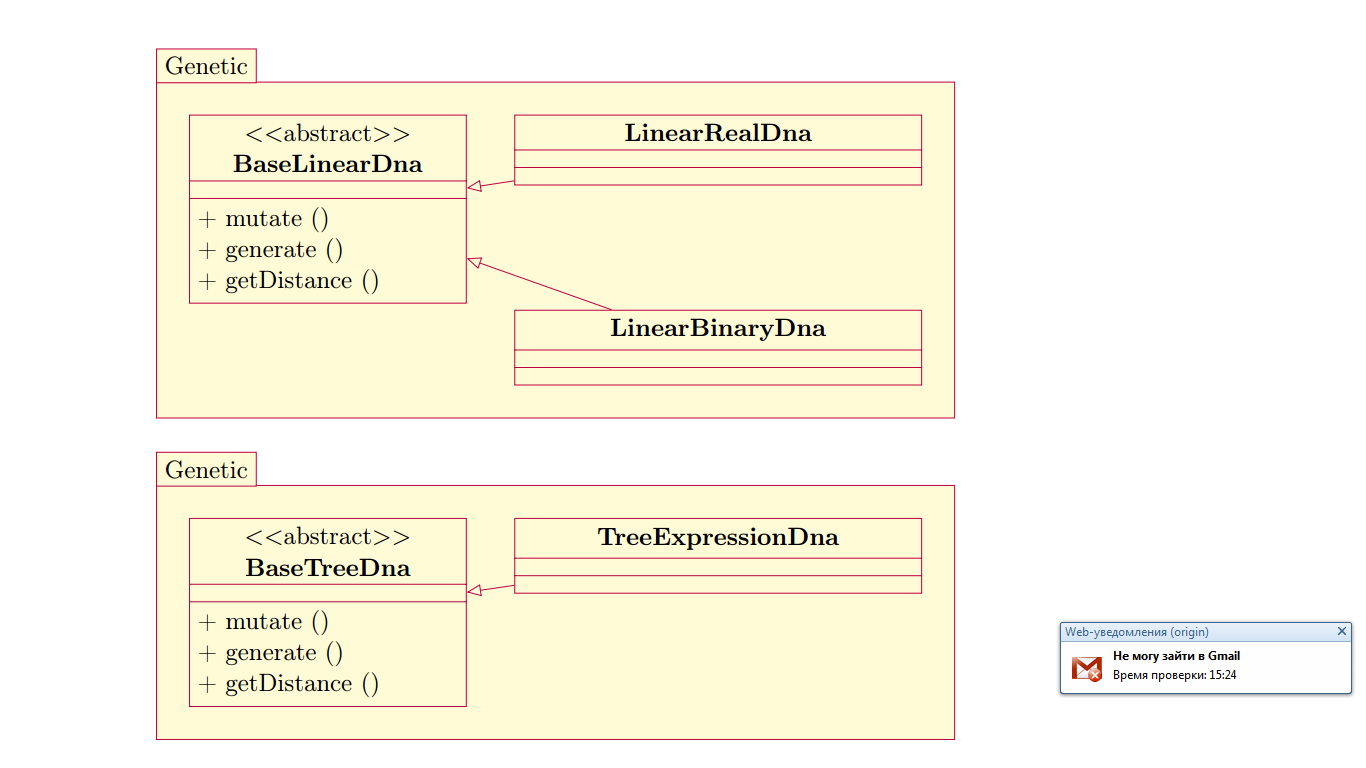 Genetic
<<abstract>>
BaseLinearDna
+ mutate ()
+ generate ()
+ getDistance ()
LinearRealDna
LinearBinaryDna
Genetic
<<abstract>>
BaseTreeDna
+ mutate ()
+ generate ()
+ getDistance ()
TreeExpressionDna
Web-уведомления (origin)
Не могу зайти в Gmail
Время проверки: 15:24